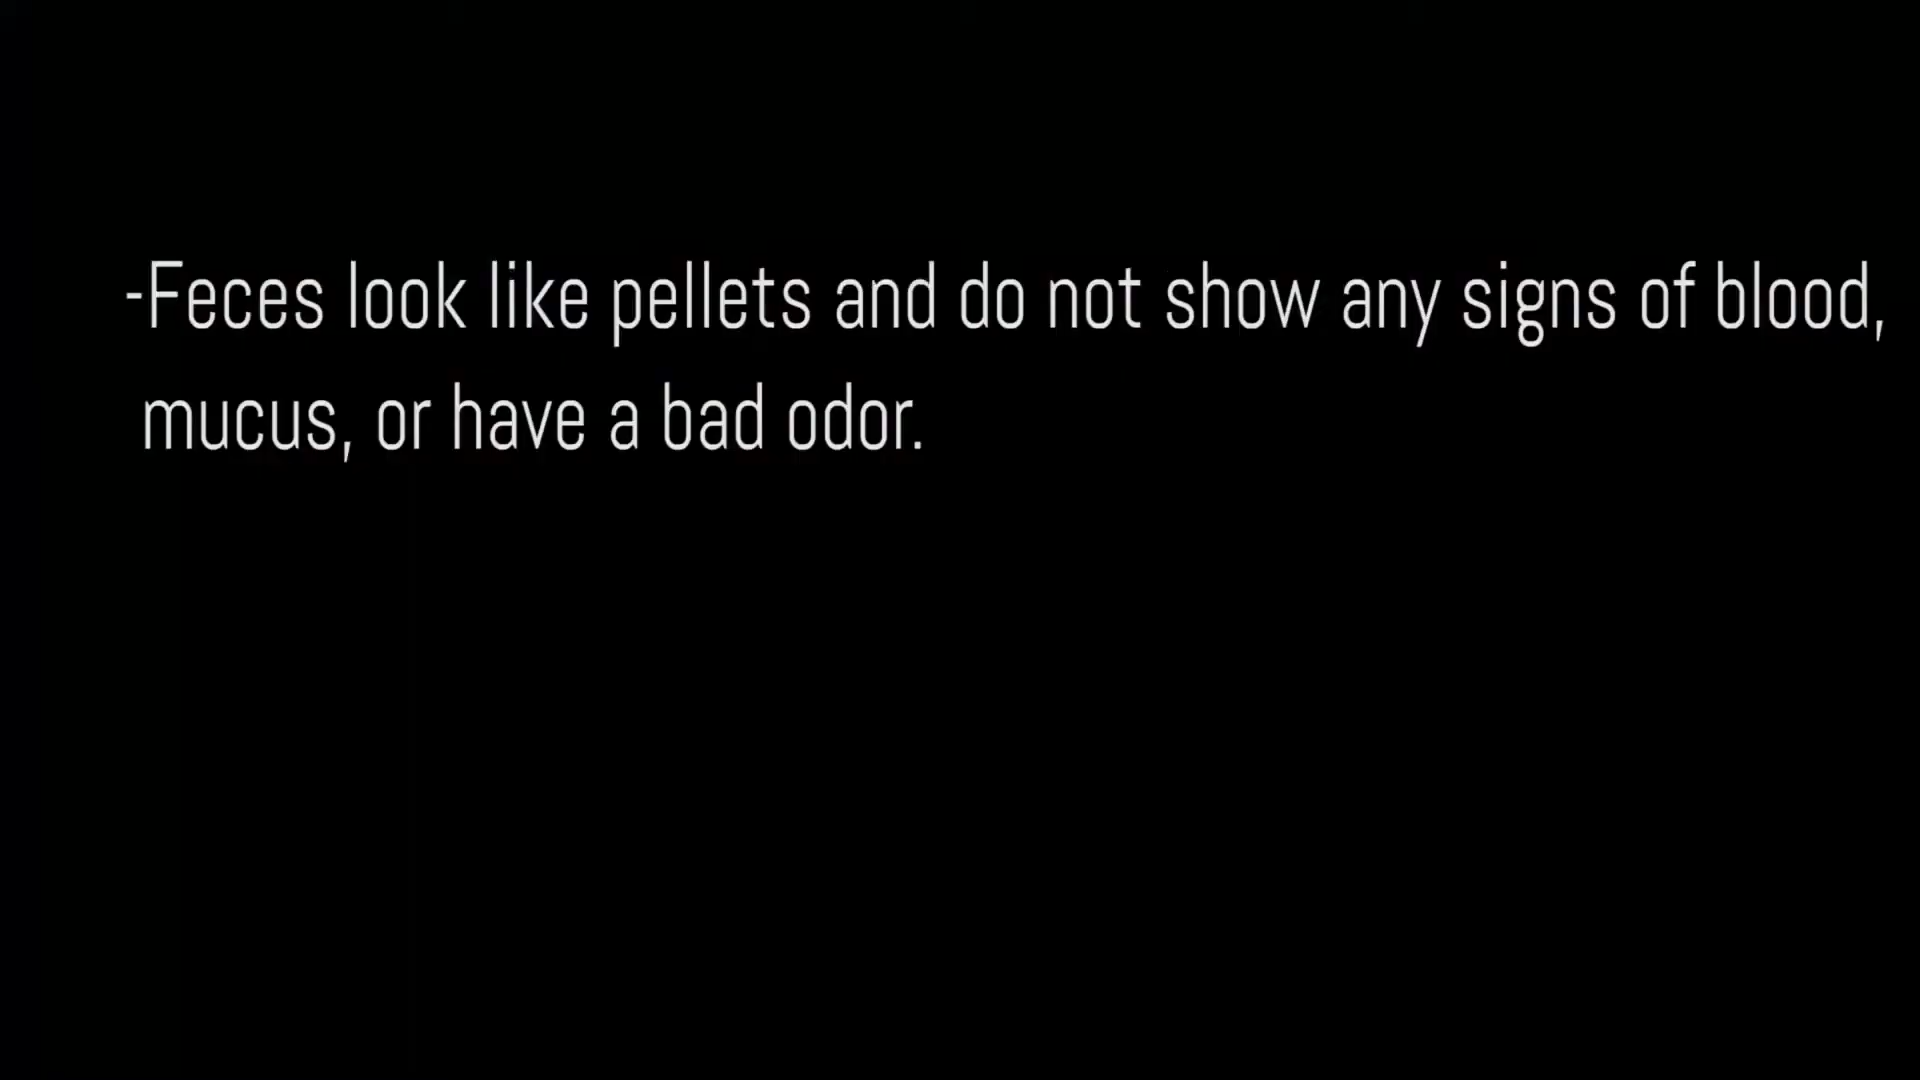 -Feces look like pellets and do not show any signs of blood,
mucus, or have a bad odor.